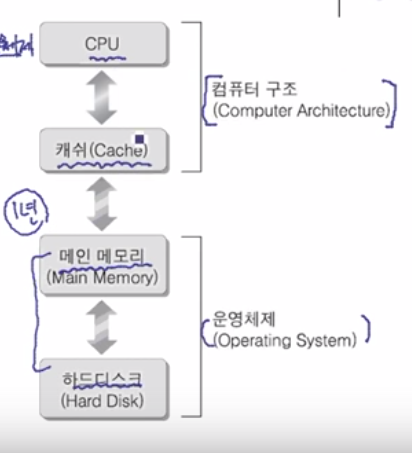 CPU
캐쉬(Cache)
컴퓨터 구조
(Computer Architecture)
1년
메인 메모리
(Main Memory)
운영체제
(Operating System)
하드디스크
(Hard Disk)